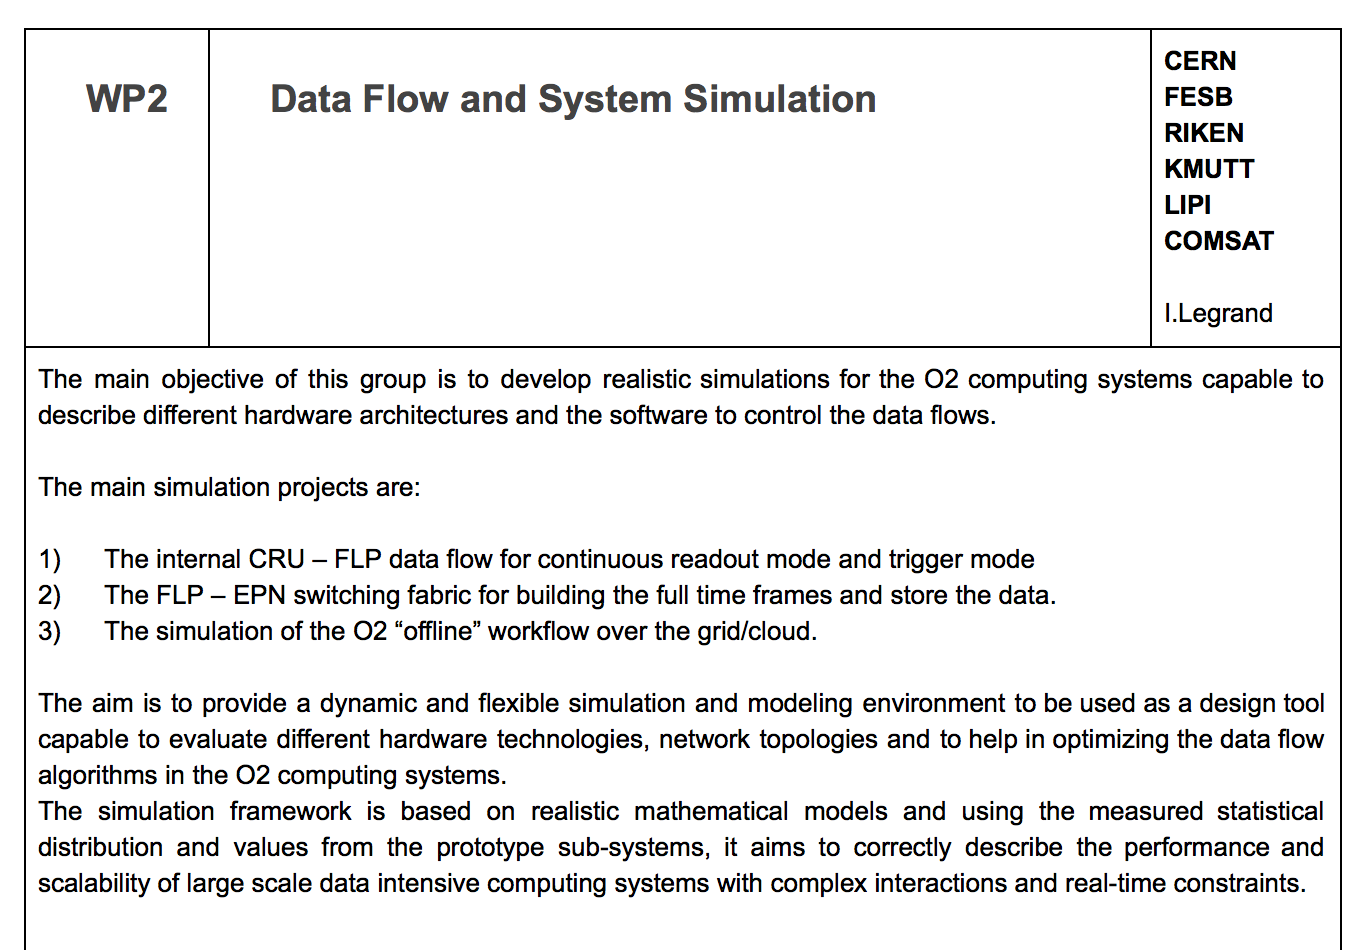 WP2
Data Flow and System Simulation
CERN
FESB
RIKEN
KMUTT
LIPI
COMSAT
I.Legrand
The main objective of this group is to develop realistic simulations for the O2 computing systems capable to
describe different hardware architectures and the software to control the data flows.
The main simulation projects are:
1) The internal CRU – FLP data flow for continuous readout mode and trigger mode
2) The FLP – EPN switching fabric for building the full time frames and store the data.
3) The simulation of the O2 “offline” workflow over the grid/cloud.
The aim is to provide a dynamic and flexible simulation and modeling environment to be used as a design tool
capable to evaluate different hardware technologies, network topologies and to help in optimizing the data flow
algorithms in the O2 computing systems.
The simulation framework is based on realistic mathematical models and using the measured statistical
distribution and values from the prototype sub-systems, it aims to correctly describe the performance and
scalability of large scale data intensive computing systems with complex interactions and real-time constraints.